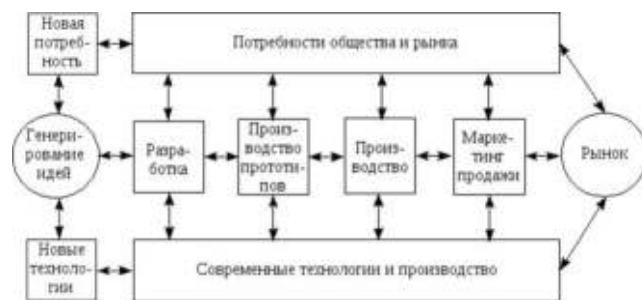 Новая
потреб-
ность
Потребности общества и рынка
Генери-
рование
идей
Разра-
ботка
Произ-
водство
прототи-
пов
Произ-
водство
Марке-
тинг
продажи
Рынок
Новые
техноло-
гии
Современные технологии и производство